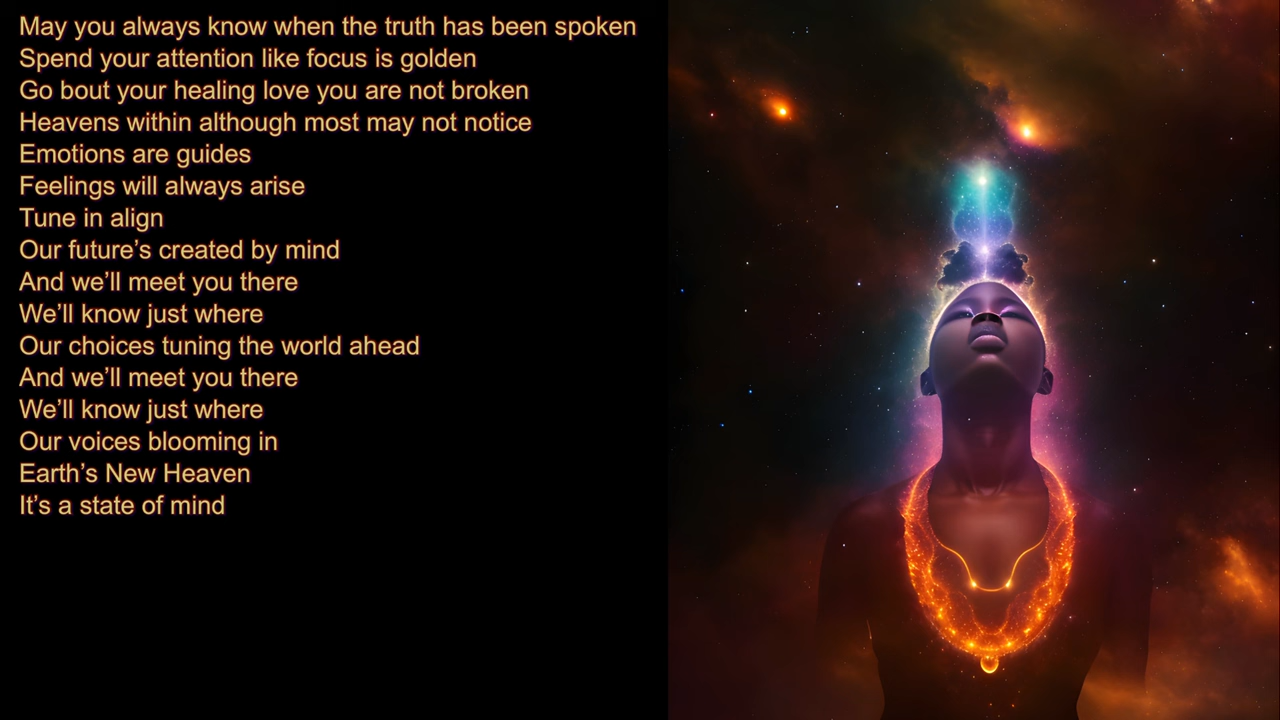 May you always know when the truth has been spoken
Spend your attention like focus is golden
Go bout your healing love you are not broken
Heavens within although most may not notice
Emotions are guides
Feelings will always arise
Tune in align
Our future’s created by mind
And we’ll meet you there
We’ll know just where
Our choices tuning the world ahead
And we’ll meet you there
We’ll know just where
Our voices blooming in
Earth’s New Heaven
It’s a state of mind